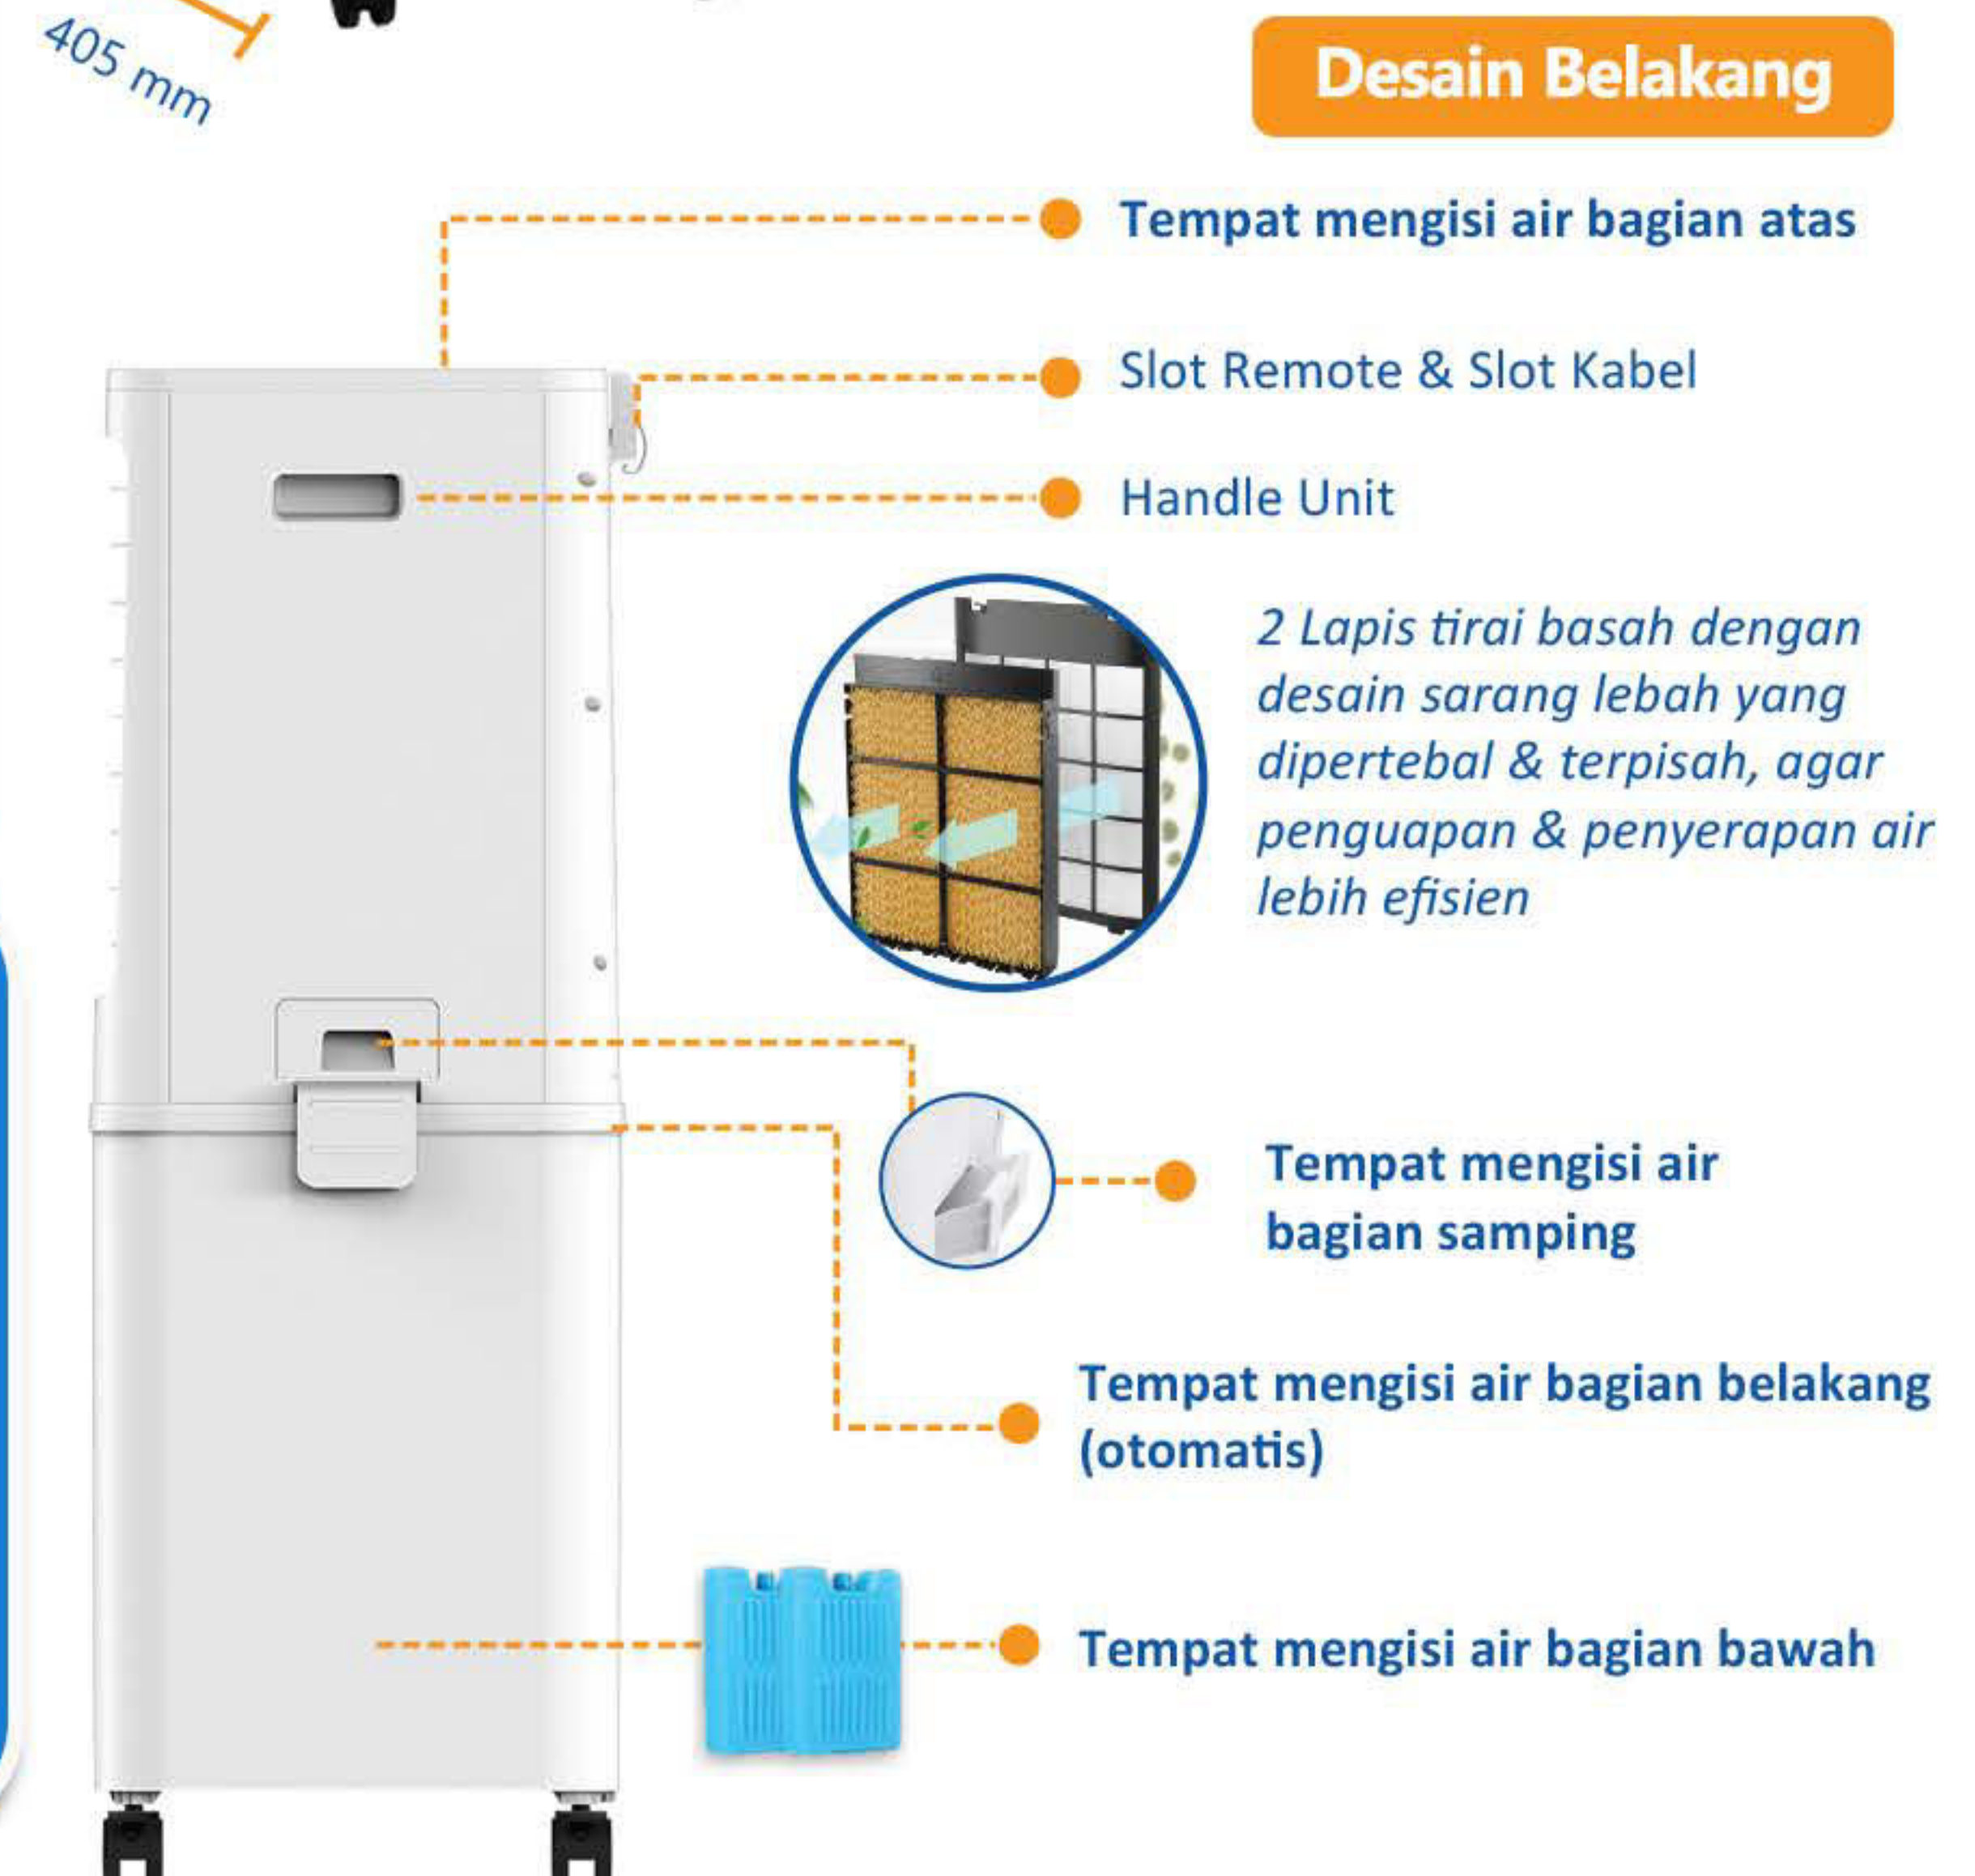 405 mm
Desain Belakang
Tempat mengisi air bagian atas
Slot Remote & Slot Kabel
Handle Unit
2 Lapis tirai basah dengan
desain sarang lebah yang
dipertebal & terpisah, agar
penguapan & penyerapan air
lebih efisien
Tempat mengisi air
bagian samping
Tempat mengisi air bagian belakang
(otomatis)
Tempat mengisi air bagian bawah